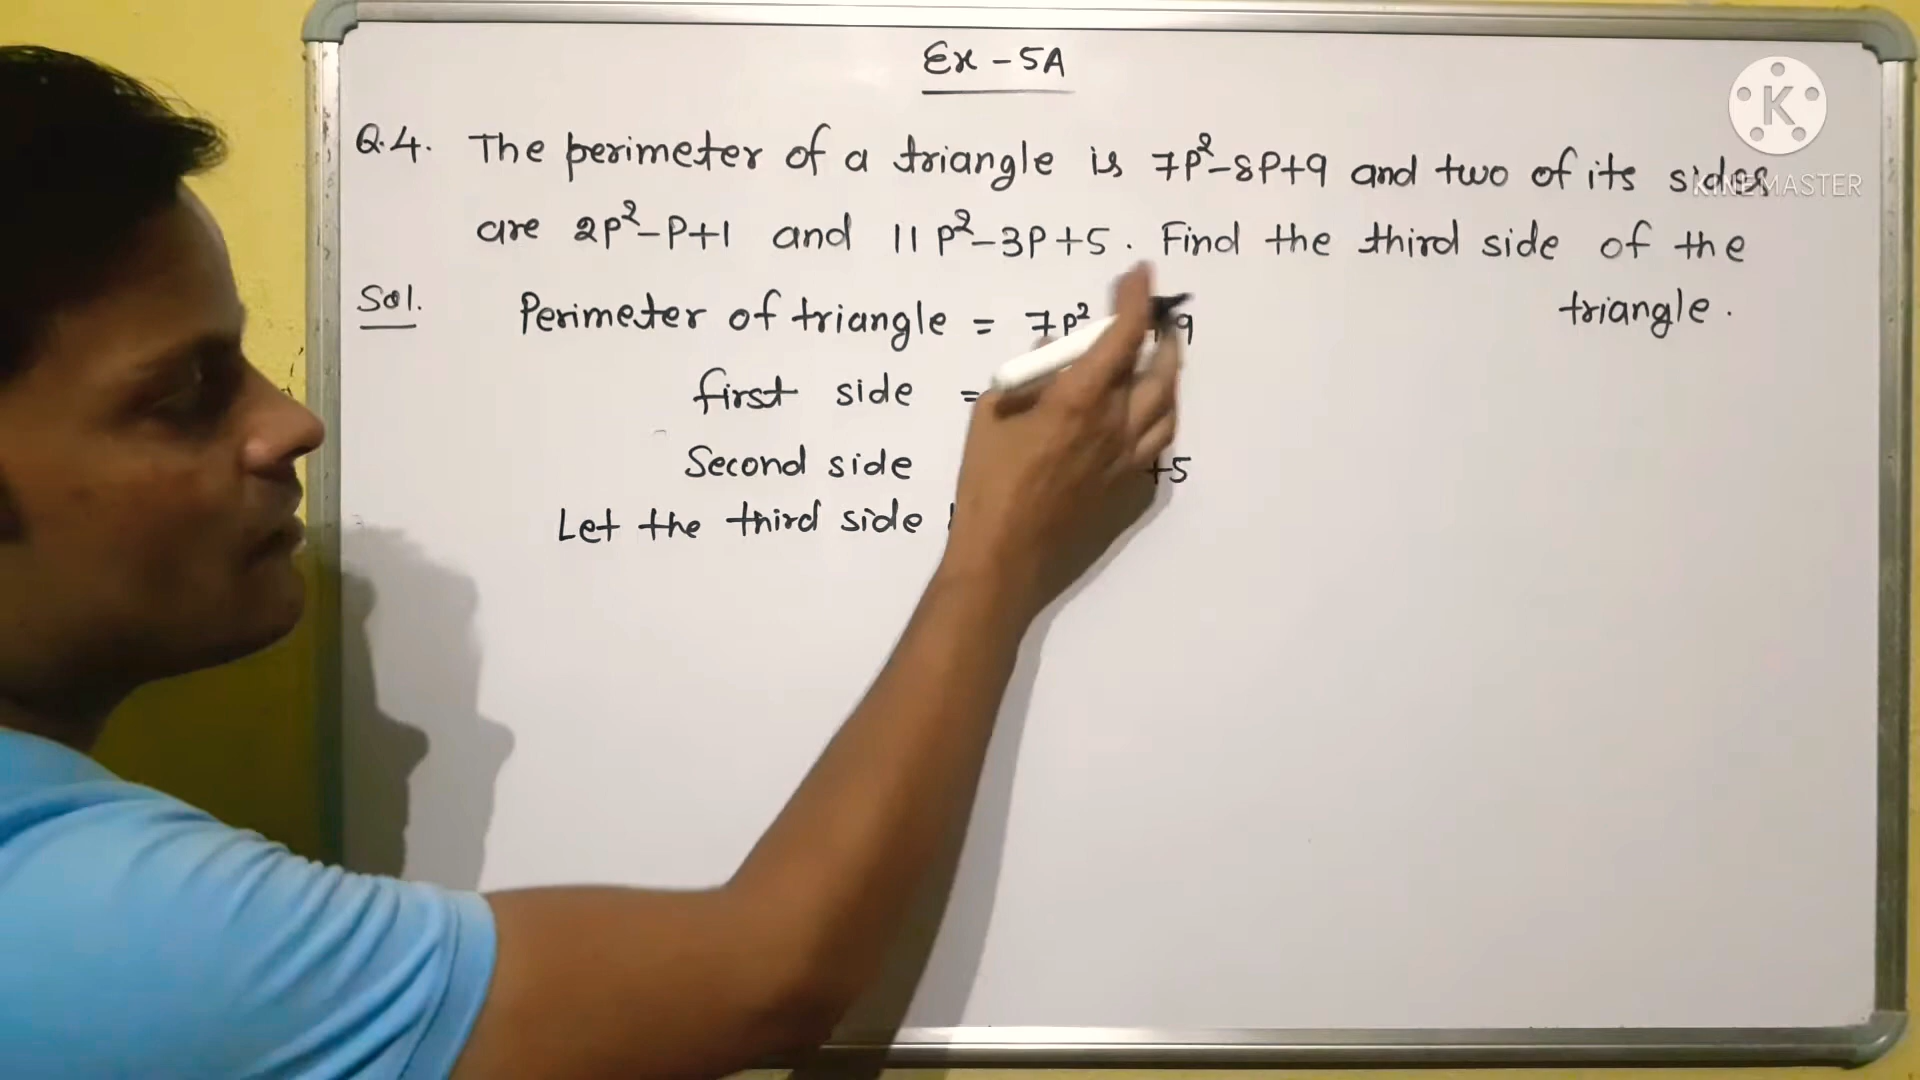 Ex - 5A
Q.4. The perimeter of a triangle is 7p²-8p+9 and two of its sides
KINEMASTER
are 2p²-p+1 and 11p²-3p+5. Find the third side of the
triangle.
Sol. Perimeter of triangle = 7p² 9
first side =
Second side +5
Let the third side